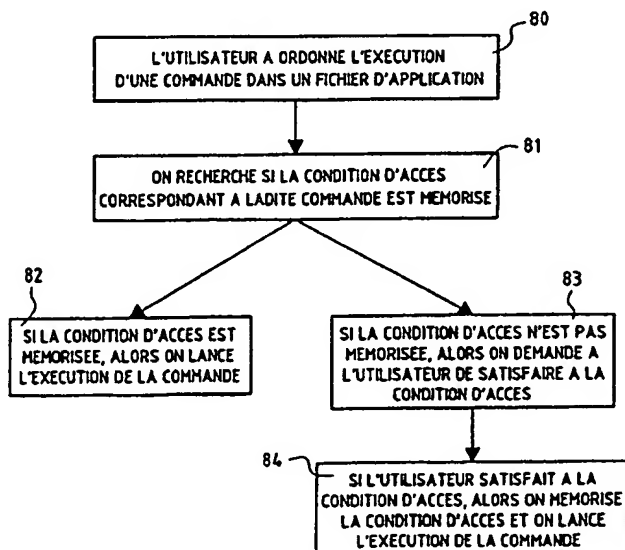 80
L'UTILISATEUR A ORDONNE L'EXECUTION
D'UNE COMMANDE DANS UN FICHIER D'APPLICATION
81
ON RECHERCHE SI LA CONDITION D'ACCES
CORRESPONDANT A LADITE COMMANDE EST MEMORISE
82
SI LA CONDITION D'ACCES EST
MEMORISEE, ALORS ON LANCE
L'EXECUTION DE LA COMMANDE
83
SI LA CONDITION D'ACCES N'EST PAS
MEMORISÉE, ALORS ON DEMANDE A
L'UTILISATEUR DE SATISFAIRE A LA
CONDITION D'ACCES
84
SI L'UTILISATEUR SATISFAIT A LA
CONDITION D'ACCES, ALORS ON MEMORISE
LA CONDITION D'ACCES ET ON LANCE
L'EXECUTION DE LA COMMANDE